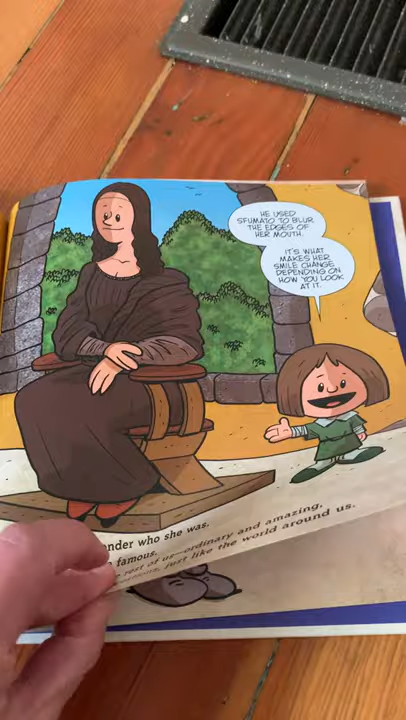 HE USED
SFUMATO TO BLUR
THE EDGES OF
HER MOUTH.
IT'S WHAT
MAKES HER
SMILE CHANGE
DEPENDING ON
HOW YOU LOOK
AT IT.
who she was.
famous.
rest of us—ordinary and amazing,
just like the world around us.